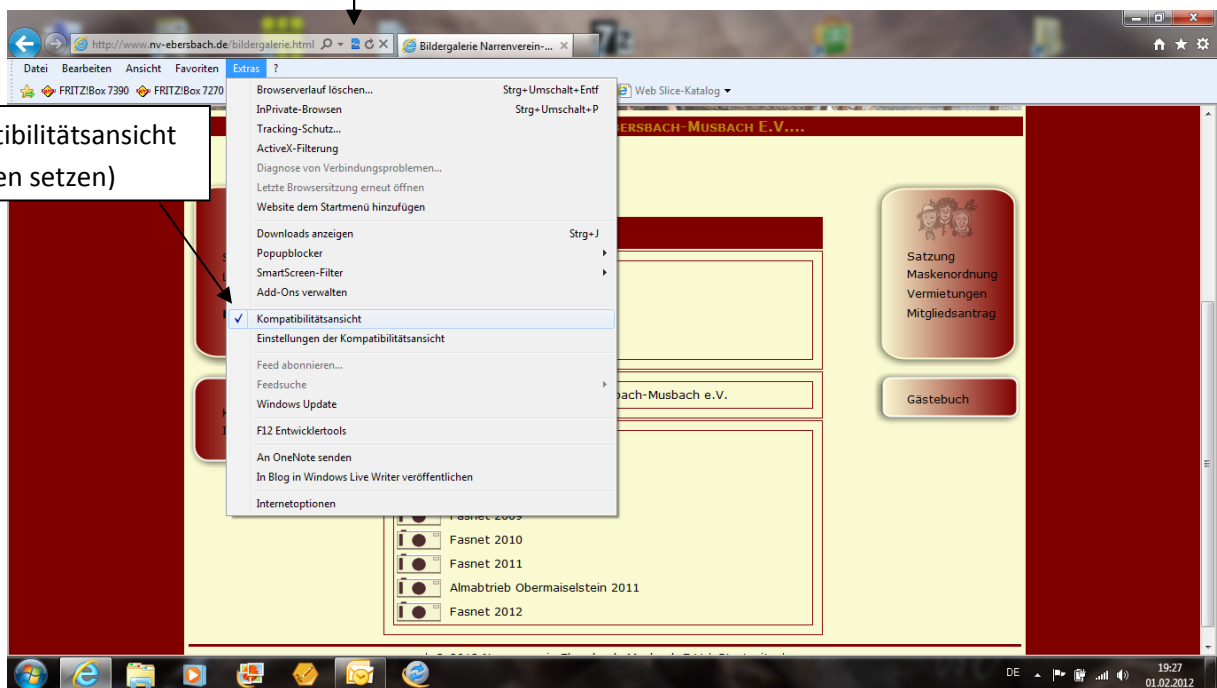 http://www.nv-ebersbach.de/bildergalerie.html
Bildergalerie Narrenverein-...
Datei Bearbeiten Ansicht Favoriten Extras ?
FRITZ!Box 7390 FRITZ!Box 7270
Web Slice-Katalog
Browserverlauf löschen... Strg+Umschalt+Entf
InPrivate-Browsen Strg+Umschalt+P
Tracking-Schutz...
ActiveX-Filterung
Diagnose von Verbindungsproblemen...
Letzte Browsersitzung erneut öffnen
Website dem Startmenü hinzufügen
Downloads anzeigen Strg+J
Popupblocker
SmartScreen-Filter
Add-Ons verwalten
Kompatibilitätsansicht
Einstellungen der Kompatibilitätsansicht
Feed abonnieren...
Feedsuche
Windows Update
F12 Entwicklertools
An OneNote senden
In Blog in Windows Live Writer veröffentlichen
Internetoptionen
tibilitätsansicht
en setzen)
ERSBACH-MUSBACH E.V....
Satzung
Maskenordnung
Vermietungen
Mitgliedsantrag
Gästebuch
bach-Musbach e.V.
Fasnet 2009
Fasnet 2010
Fasnet 2011
Almabtrieb Obermaiselstein 2011
Fasnet 2012
DE
19:27
01.02.2012